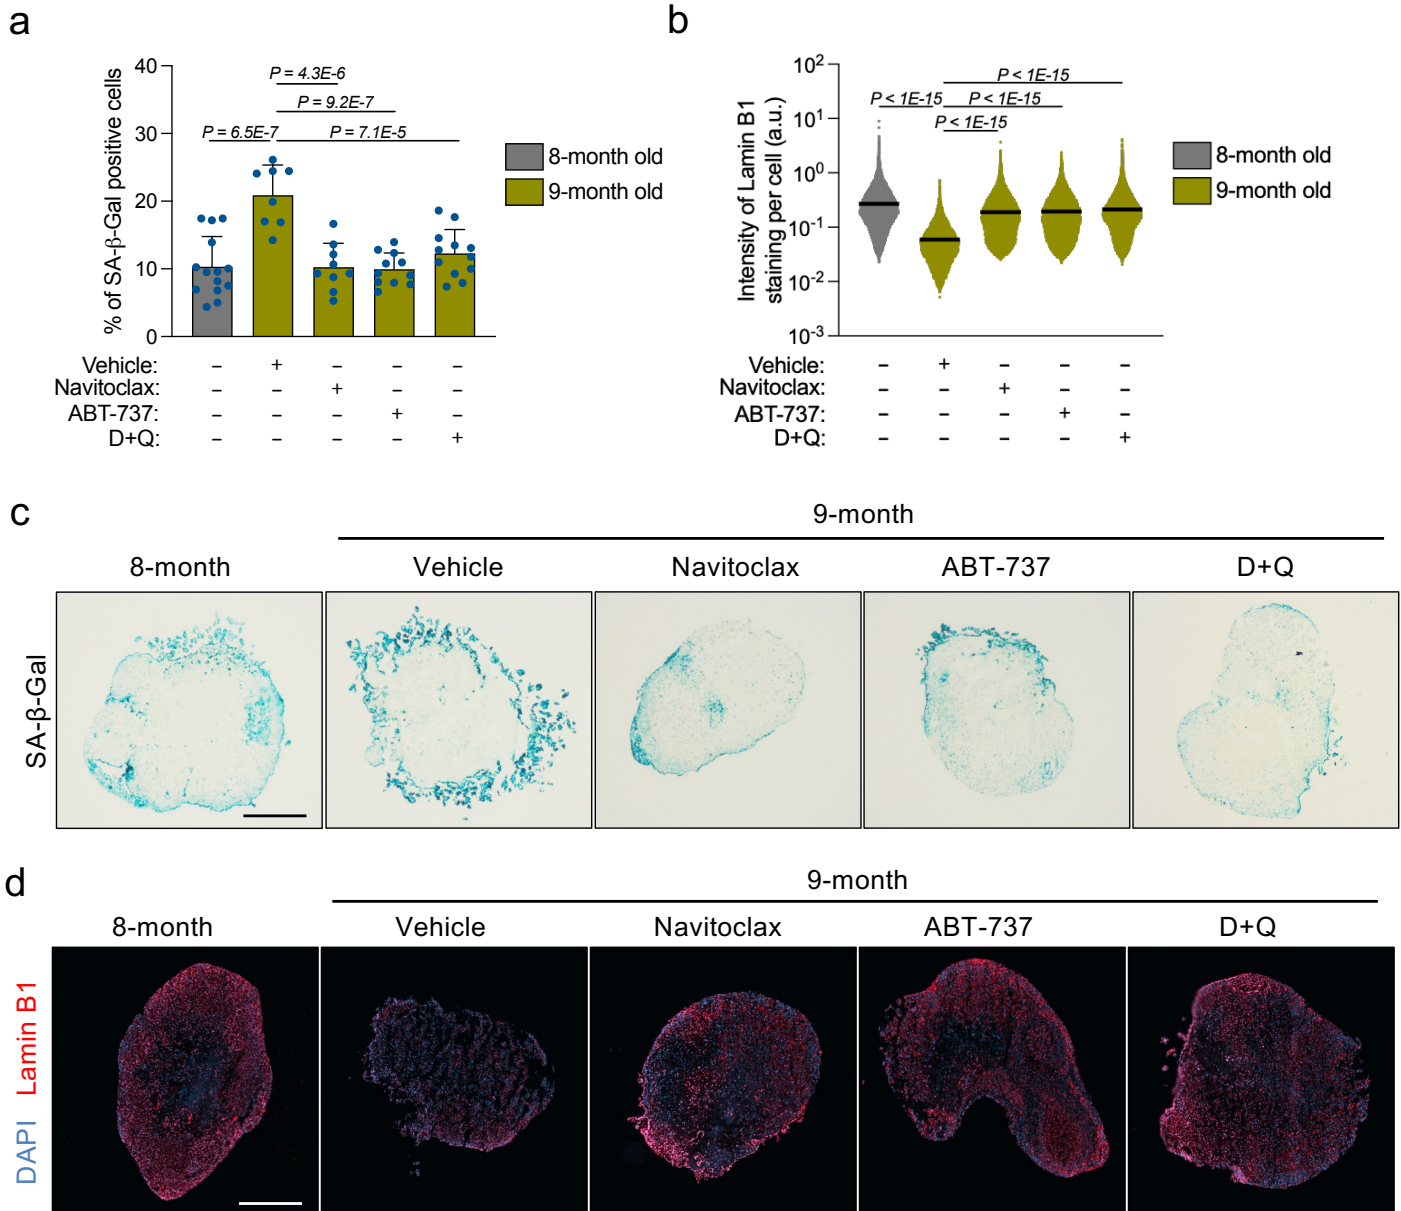 a
% of SA-β-Gal positive cells
40
30
20
10
0
P = 4.3E-6
P = 9.2E-7
P = 6.5E-7
P = 7.1E-5
8-month old
9-month old
Vehicle: – + – – –
Navitoclax: – – + – –
ABT-737: – – – + –
D+Q: – – – – +
b
Intensity of Lamin B1
staining per cell (a.u.)
10²
10¹
10⁰
10⁻¹
10⁻²
10⁻³
P < 1E-15
P < 1E-15 P < 1E-15
P < 1E-15
8-month old
9-month old
Vehicle: – + – – –
Navitoclax: – – + – –
ABT-737: – – – + –
D+Q: – – – – +
c
9-month
8-month Vehicle Navitoclax ABT-737 D+Q
SA-β-Gal
d
9-month
8-month Vehicle Navitoclax ABT-737 D+Q
DAPI Lamin B1